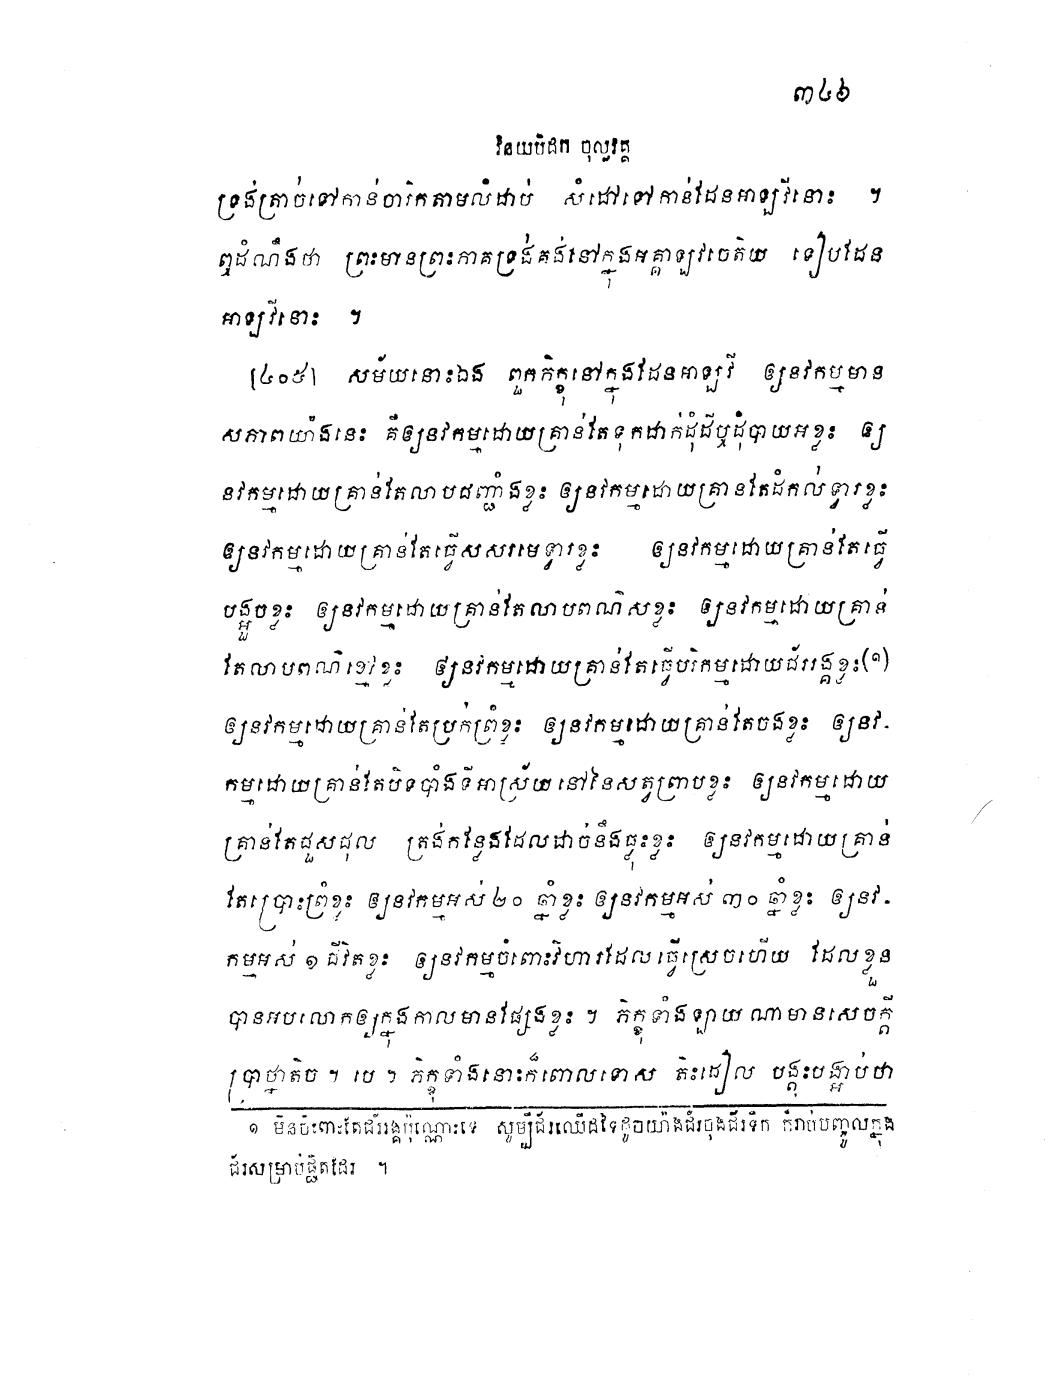 ៣៤៦
វិនយបិដក ចុល្លវគ្គ
ទ្រង់ត្រាច់ទៅកាន់ចារិកតាមលំដាប់ សំដៅទៅកាន់ដែនអាឡវីនោះ ។
ឮដំណឹងថា ព្រះមានព្រះភាគទ្រង់គង់នៅក្នុងអគ្គាឡវចេតិយ ទៀបដែន
អាឡវីនោះ ។
[៤០៥] សម័យនោះឯង ពួកភិក្ខុនៅក្នុងដែនអាឡវី ឲ្យនវកម្មមាន
សភាពយ៉ាងនេះ គឺឲ្យនវកម្មដោយគ្រាន់តែទុកដាក់ដុំដីឬដុំបាយអខ្លះ ឲ្យ
នវកម្មដោយគ្រាន់តែលាបជញ្ជាំងខ្លះ ឲ្យនវកម្មដោយគ្រាន់តែដំកល់ទ្វារខ្លះ
ឲ្យនវកម្មដោយគ្រាន់តែធ្វើសសរមេទ្វារខ្លះ ឲ្យនវកម្មដោយគ្រាន់តែធ្វើ
បង្អួចខ្លះ ឲ្យនវកម្មដោយគ្រាន់តែលាបពណ៌សខ្លះ ឲ្យនវកម្មដោយគ្រាន់
តែលាបពណ៌ខ្មៅខ្លះ ឲ្យនវកម្មដោយគ្រាន់តែធ្វើបរិកម្មដោយជ័ររង្គខ្លះ(១)
ឲ្យនវកម្មដោយគ្រាន់តែប្រក់ព្រំខ្លះ ឲ្យនវកម្មដោយគ្រាន់តែចងខ្លះ ឲ្យនវ-
កម្មដោយគ្រាន់តែបិទបាំងទីអាស្រ័យនៅនៃសត្វព្រាបខ្លះ ឲ្យនវកម្មដោយ
គ្រាន់តែជួសជុល ត្រង់កន្លែងដែលដាច់នឹងធ្លុះខ្លះ ឲ្យនវកម្មដោយគ្រាន់
តែប្រោះព្រំខ្លះ ឲ្យនវកម្មអស់ ២០ ឆ្នាំខ្លះ ឲ្យនវកម្មអស់ ៣០ ឆ្នាំខ្លះ ឲ្យនវ-
កម្មអស់ ១ ជីវិតខ្លះ ឲ្យនវកម្មចំពោះវិហារដែលធ្វើស្រេចហើយ ដែលខ្លួន
បានអបលោកឲ្យក្នុងកាលមានផ្សែងខ្លះ ។ ភិក្ខុទាំងឡាយណាមានសេចក្តី
ប្រាថ្នាតិច ។ បេ ។ ភិក្ខុទាំងនោះក៏ពោលទោស តិះដៀល បង្គុះបង្អាប់ថា
១ មិនចំពោះតែជ័ររង្គប៉ុណ្ណោះទេ សូម្បីជ័រឈើដទៃដូចយ៉ាងជ័រចុងជ័រទឹក ក៏រាប់បញ្ចូលក្នុង
ជ័រសម្រាប់ផ្អិតដែរ ។